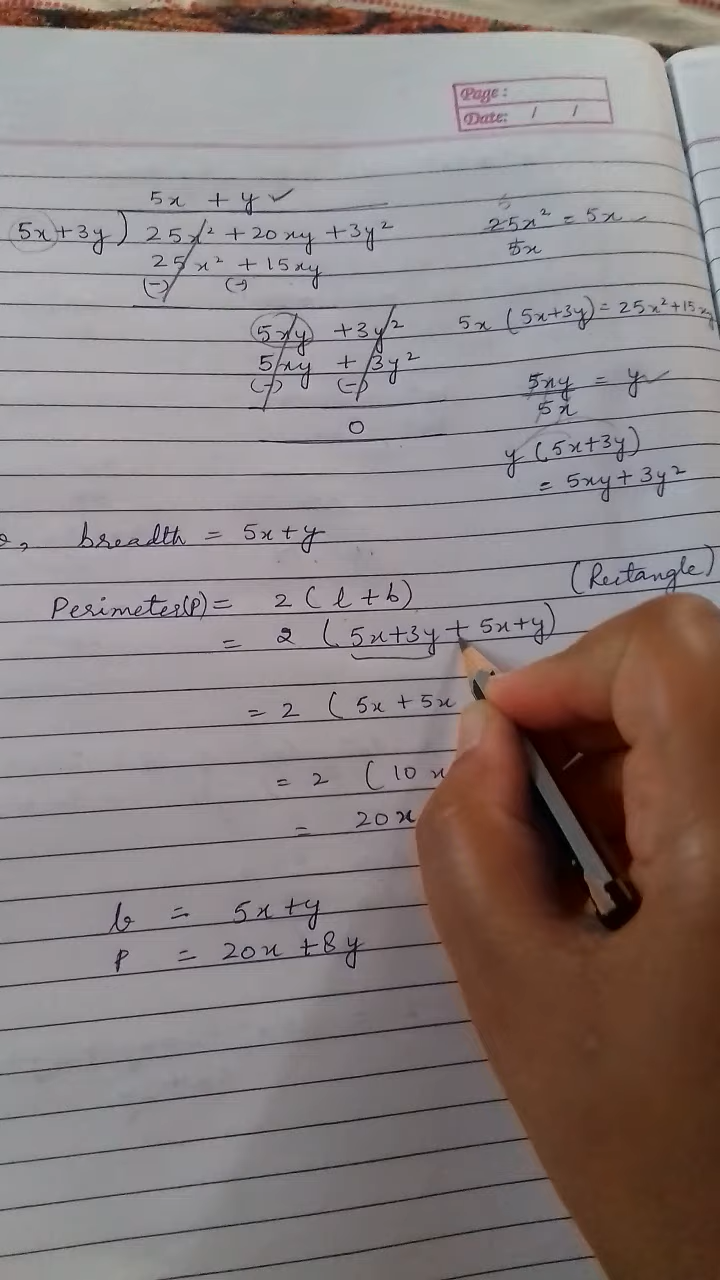 Page:
Date: / /
5x + y ✓
5x+3y ) 25x² + 20xy + 3y²
25x² = 5x
5x
25x² + 15xy
(-) (-)
5xy + 3y²
5x (5x+3y) = 25x²+15x
5xy + 3y²
(-) (-)
5xy = y ✓
5x
0
y (5x+3y)
= 5xy + 3y²
breadth = 5x+y
(Rectangle)
Perimeter(P) = 2 (l+b)
= 2 (5x+3y + 5x+y)
= 2 (5x + 5x
= 2 (10x
= 20x
b = 5x+y
P = 20x + 8y